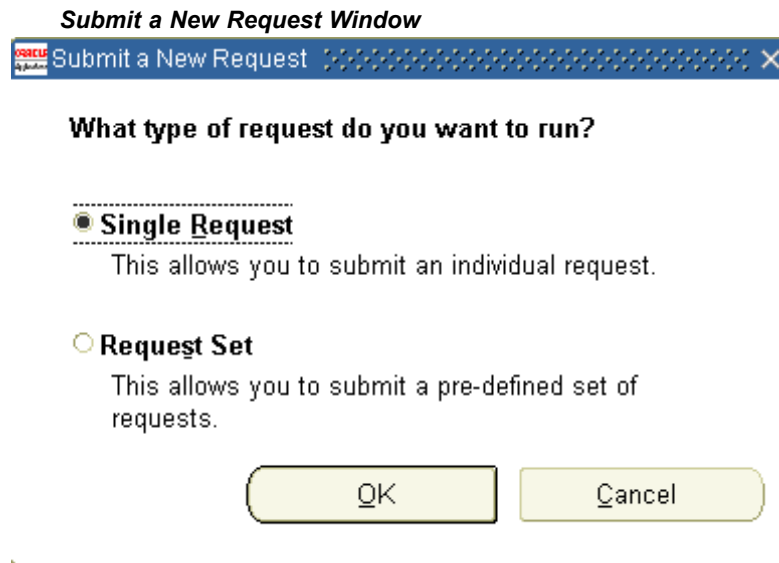 Submit a New Request Window
ORACLE
Applications
Submit a New Request
What type of request do you want to run?
Single Request
This allows you to submit an individual request.
Request Set
This allows you to submit a pre-defined set of
requests.
OK
Cancel